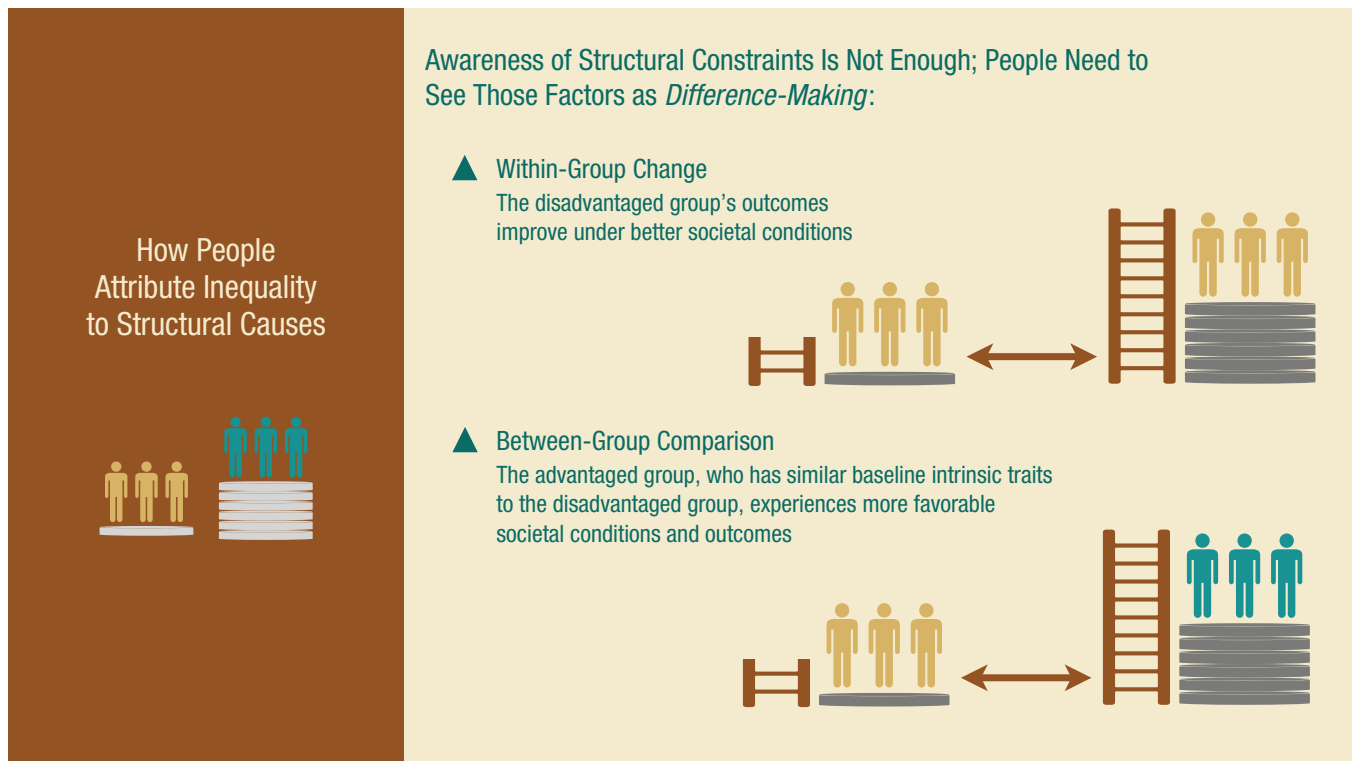 How People
Attribute Inequality
to Structural Causes
Awareness of Structural Constraints Is Not Enough; People Need to
See Those Factors as Difference-Making:
Within-Group Change
The disadvantaged group’s outcomes
improve under better societal conditions
Between-Group Comparison
The advantaged group, who has similar baseline intrinsic traits
to the disadvantaged group, experiences more favorable
societal conditions and outcomes